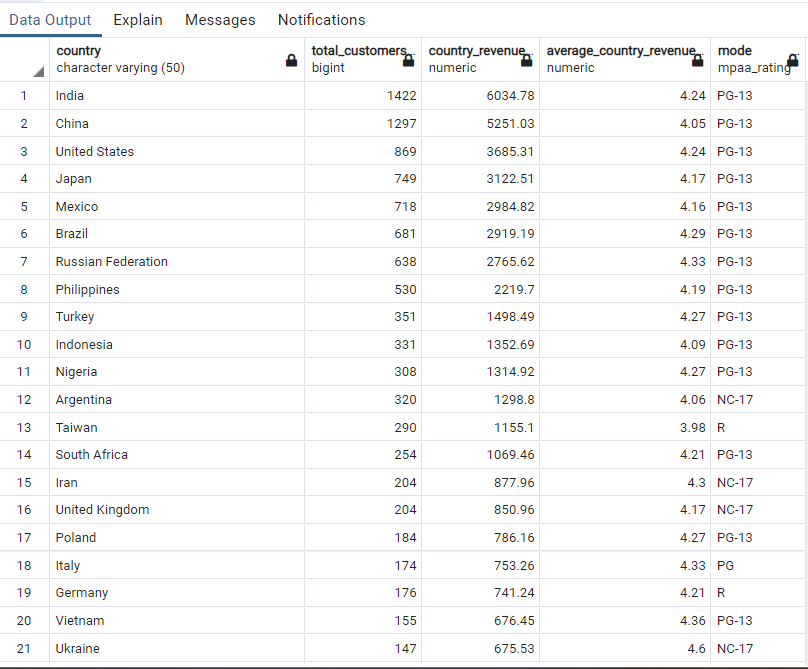 Data Output Explain Messages Notifications
country total_customers.. country_revenue.. average_country_revenue.. mode
character varying (50) bigint numeric numeric mpaa_rating
1 India 1422 6034.78 4.24 PG-13
2 China 1297 5251.03 4.05 PG-13
3 United States 869 3685.31 4.24 PG-13
4 Japan 749 3122.51 4.17 PG-13
5 Mexico 718 2984.82 4.16 PG-13
6 Brazil 681 2919.19 4.29 PG-13
7 Russian Federation 638 2765.62 4.33 PG-13
8 Philippines 530 2219.7 4.19 PG-13
9 Turkey 351 1498.49 4.27 PG-13
10 Indonesia 331 1352.69 4.09 PG-13
11 Nigeria 308 1314.92 4.27 PG-13
12 Argentina 320 1298.8 4.06 NC-17
13 Taiwan 290 1155.1 3.98 R
14 South Africa 254 1069.46 4.21 PG-13
15 Iran 204 877.96 4.3 NC-17
16 United Kingdom 204 850.96 4.17 NC-17
17 Poland 184 786.16 4.27 PG-13
18 Italy 174 753.26 4.33 PG
19 Germany 176 741.24 4.21 R
20 Vietnam 155 676.45 4.36 PG-13
21 Ukraine 147 675.53 4.6 NC-17